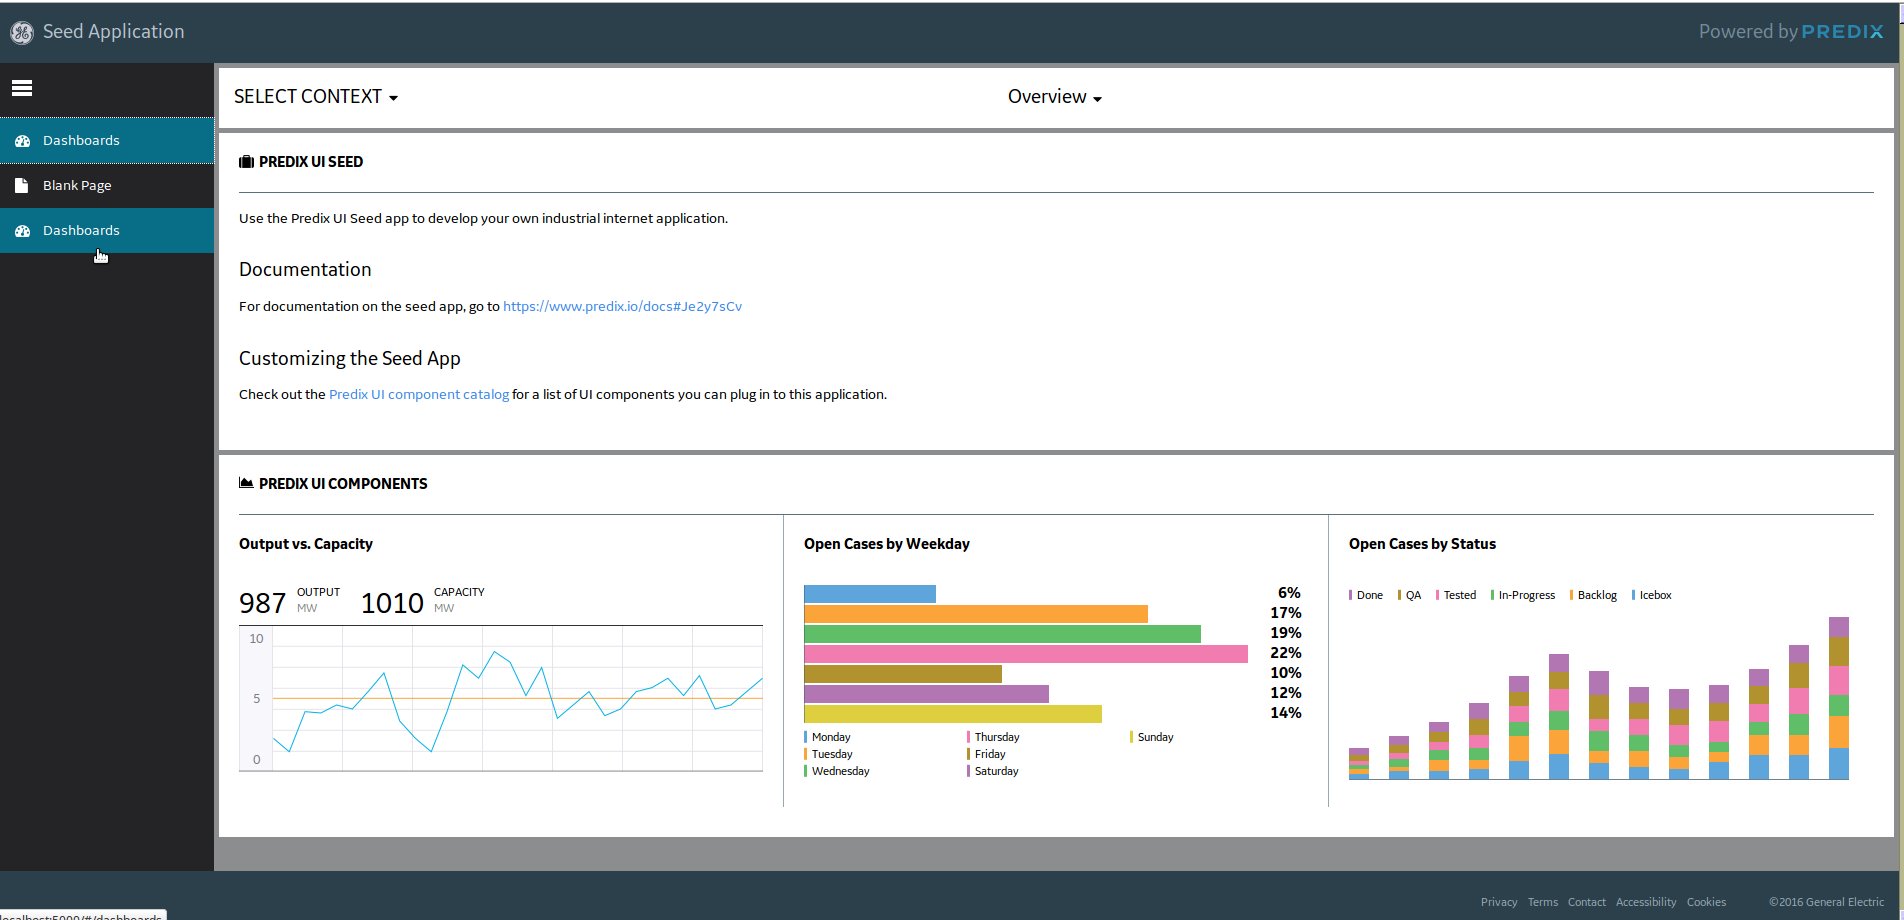 Seed Application
Powered by PREDIX
Dashboards
Blank Page
Dashboards
SELECT CONTEXT
Overview
PREDIX UI SEED
Use the Predix UI Seed app to develop your own industrial internet application.
Documentation
For documentation on the seed app, go to https://www.predix.io/docs#Je2y7sCv
Customizing the Seed App
Check out the Predix UI component catalog for a list of UI components you can plug in to this application.
PREDIX UI COMPONENTS
Output vs. Capacity
987 OUTPUT MW 1010 CAPACITY MW
10
5
0
Open Cases by Weekday
6%
17%
19%
22%
10%
12%
14%
Monday Thursday Sunday
Tuesday Friday
Wednesday Saturday
Open Cases by Status
Done QA Tested In-Progress Backlog Icebox
Privacy Terms Contact Accessibility Cookies ©2016 General Electric